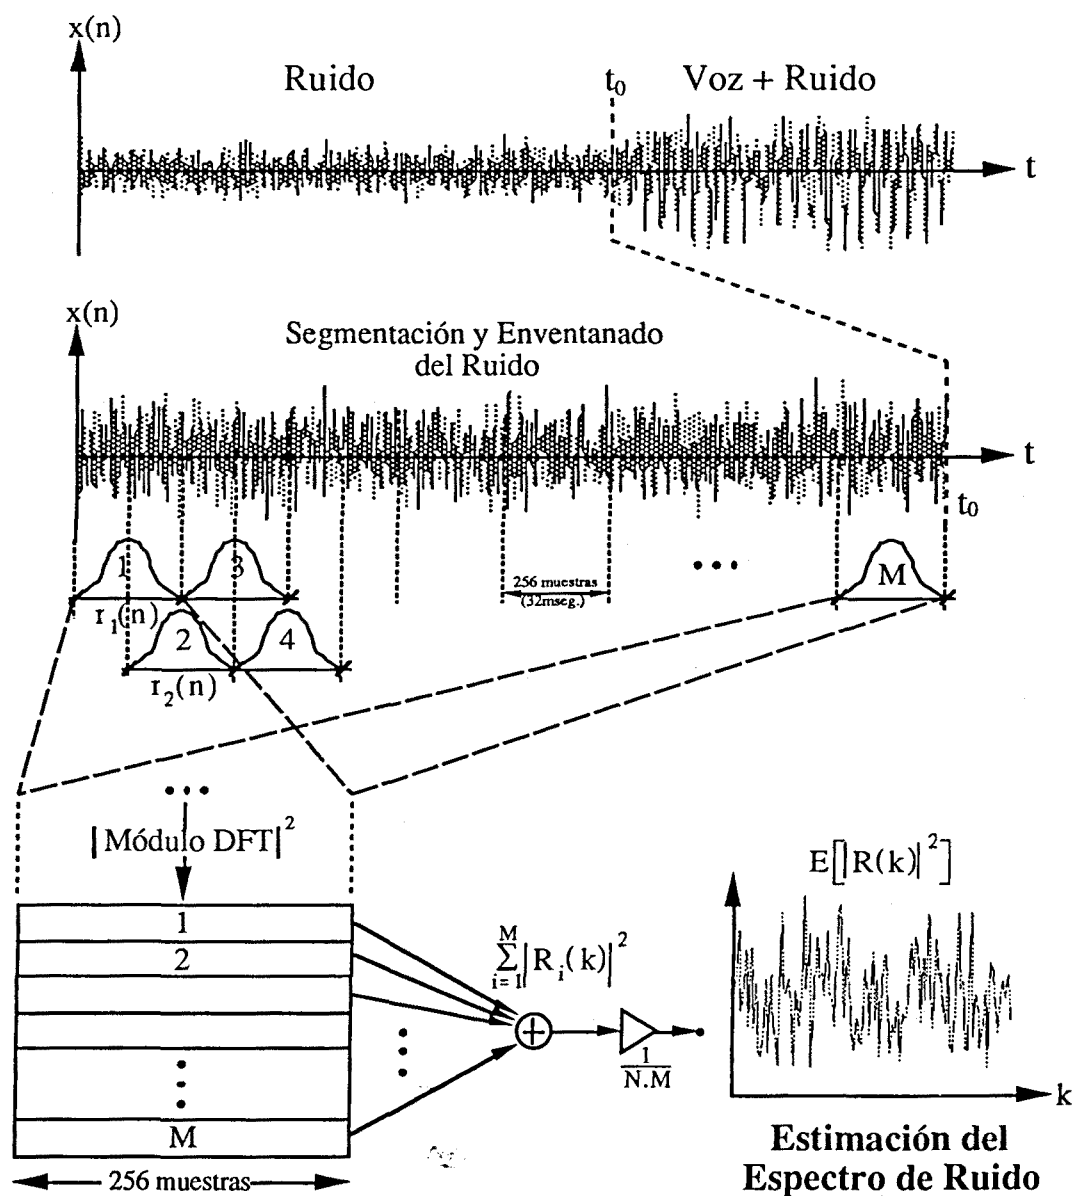 x(n)
Ruido
t₀
Voz + Ruido
t
x(n)
Segmentación y Enventanado
del Ruido
t
t₀
1
3
256 muestras
(32mseg.)
M
r₁(n)
2
4
r₂(n)
|Módulo DFT|²
E[|R(k)|²]
1
2
M
Σ|Rᵢ(k)|²
i=1
1
N.M
k
M
Estimación del
Espectro de Ruido
256 muestras